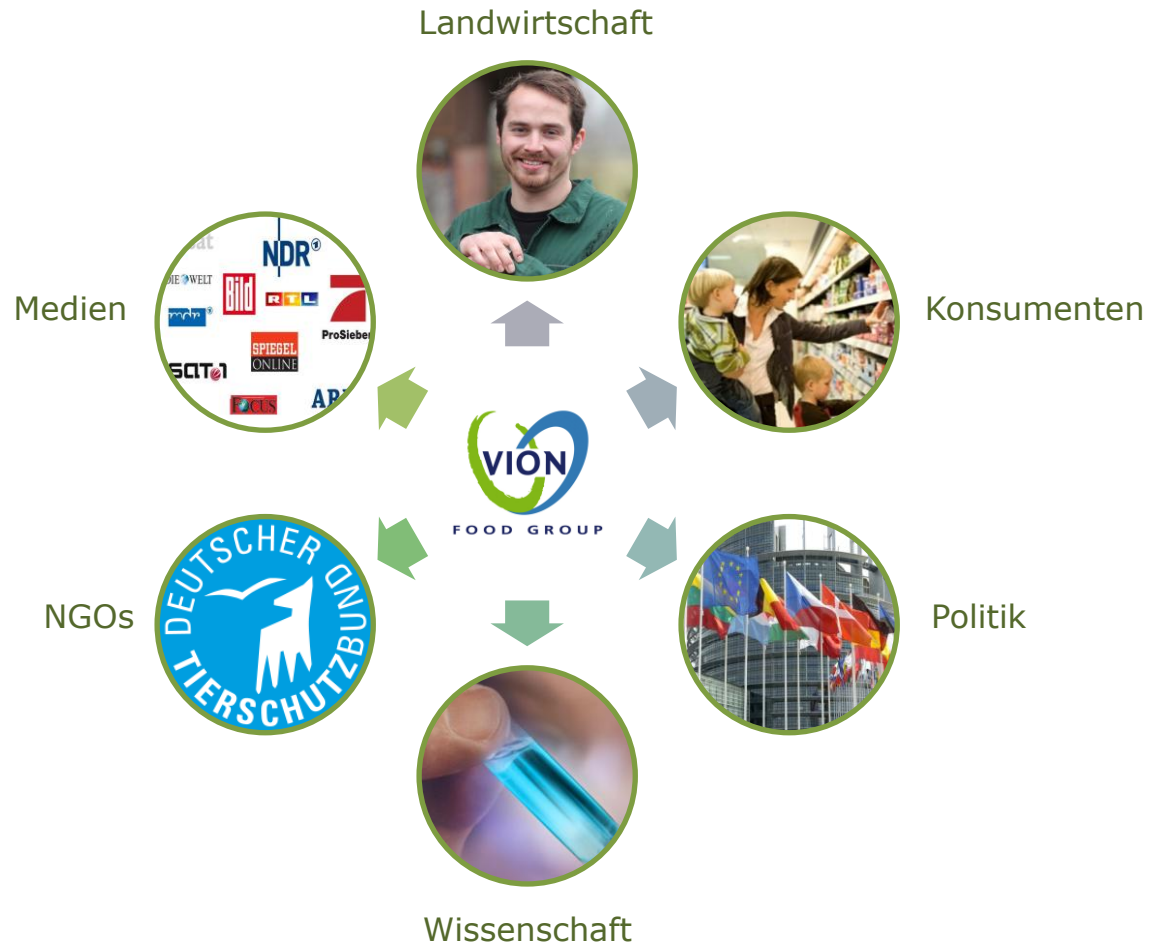 Landwirtschaft
Medien
NDR
DIE WELT
Bild
RTL
mdr
ProSieben
SPIEGEL
ONLINE
SAT.1
FOCUS
Konsumenten
VION
FOOD GROUP
NGOs
DEUTSCHER
TIERSCHUTZBUND
Politik
Wissenschaft